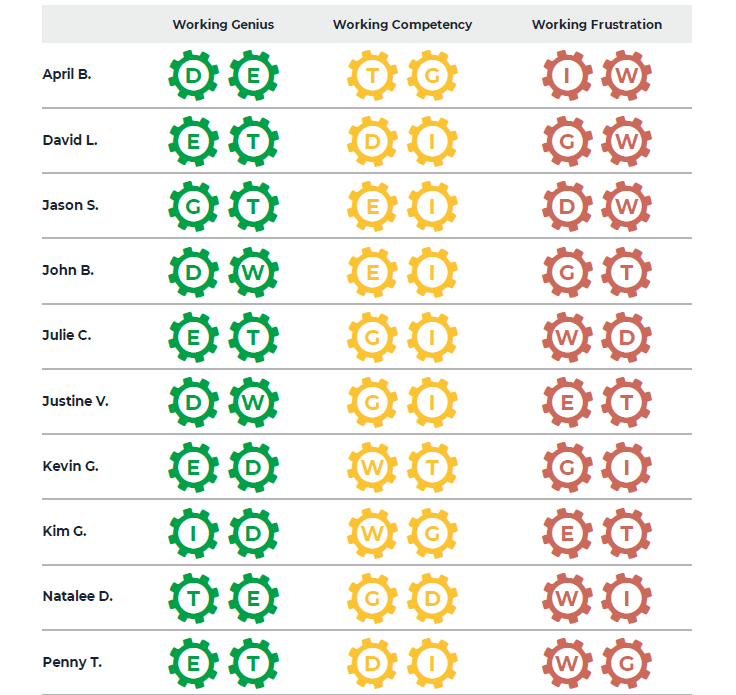 Working Genius Working Competency Working Frustration
April B. D E T G I W
David L. E T D I G W
Jason S. G T E I D W
John B. D W E I G T
Julie C. E T G I W D
Justine V. D W G I E T
Kevin G. E D W T G I
Kim G. I D W G E T
Natalee D. T E G D W I
Penny T. E T D I W G